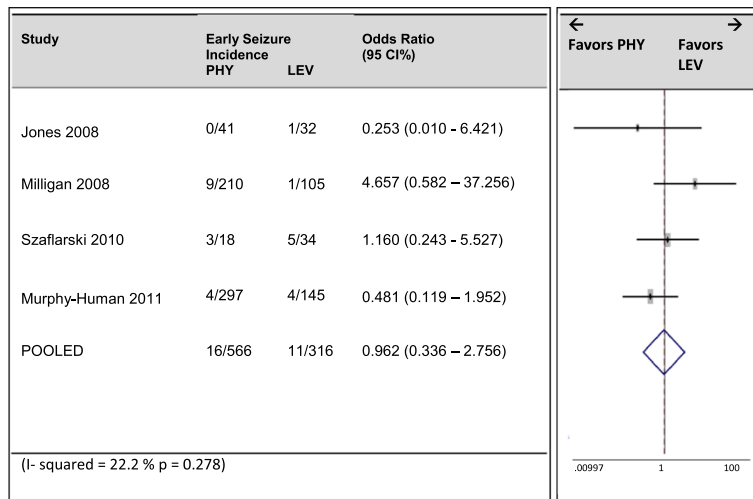 Study Early Seizure Incidence Odds Ratio (95 CI%)
PHY LEV
← →
Favors PHY Favors LEV
Jones 2008 0/41 1/32 0.253 (0.010 - 6.421)
Milligan 2008 9/210 1/105 4.657 (0.582 – 37.256)
Szaflarski 2010 3/18 5/34 1.160 (0.243 - 5.527)
Murphy-Human 2011 4/297 4/145 0.481 (0.119 – 1.952)
POOLED 16/566 11/316 0.962 (0.336 – 2.756)
(I- squared = 22.2 % p = 0.278)
.00997 1 100